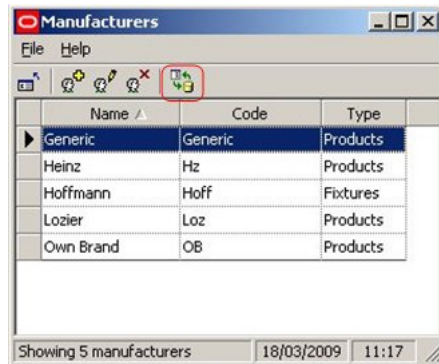 Manufacturers
File Help
Name Code Type
Generic Generic Products
Heinz Hz Products
Hoffmann Hoff Fixtures
Lozier Loz Products
Own Brand OB Products
Showing 5 manufacturers 18/03/2009 11:17